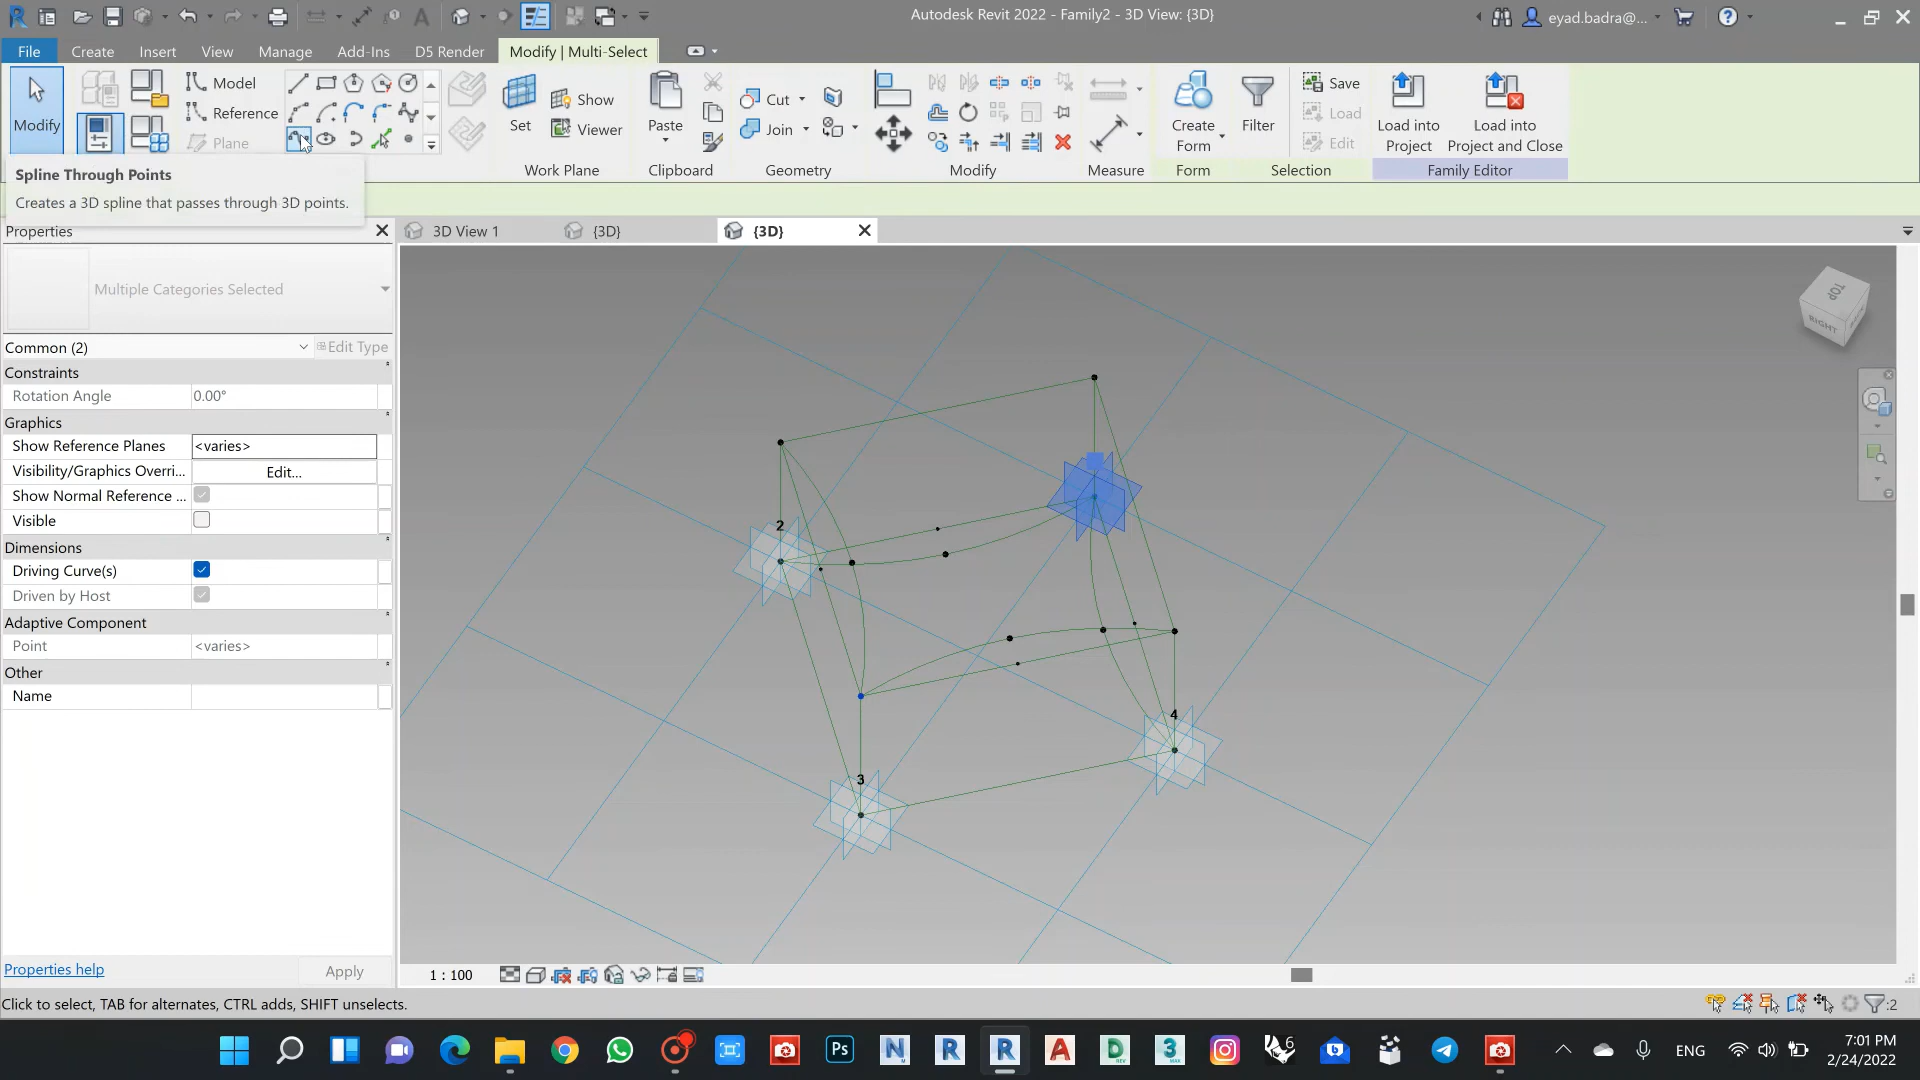 Autodesk Revit 2022 - Family2 - 3D View: {3D}
eyad.badra@...
File
Create
Insert
View
Manage
Add-Ins
D5 Render
Modify | Multi-Select
Modify
Model
Reference
Plane
Set
Show
Viewer
Work Plane
Paste
Clipboard
Cut
Join
Geometry
Modify
Measure
Create
Form
Form
Filter
Save
Load
Edit
Selection
Load into
Project
Load into
Project and Close
Family Editor
Spline Through Points
Creates a 3D spline that passes through 3D points.
Properties
3D View 1
{3D}
{3D}
Multiple Categories Selected
Common (2)
Edit Type
Constraints
Rotation Angle
0.00°
Graphics
Show Reference Planes
<varies>
Visibility/Graphics Overri...
Edit...
Show Normal Reference ...
Visible
Dimensions
Driving Curve(s)
Driven by Host
Adaptive Component
Point
<varies>
Other
Name
Properties help
Apply
TOP
RIGHT
2
3
4
1 : 100
Click to select, TAB for alternates, CTRL adds, SHIFT unselects.
:2
Ps
N
R
R
A
D
3
6
ENG
7:01 PM
2/24/2022